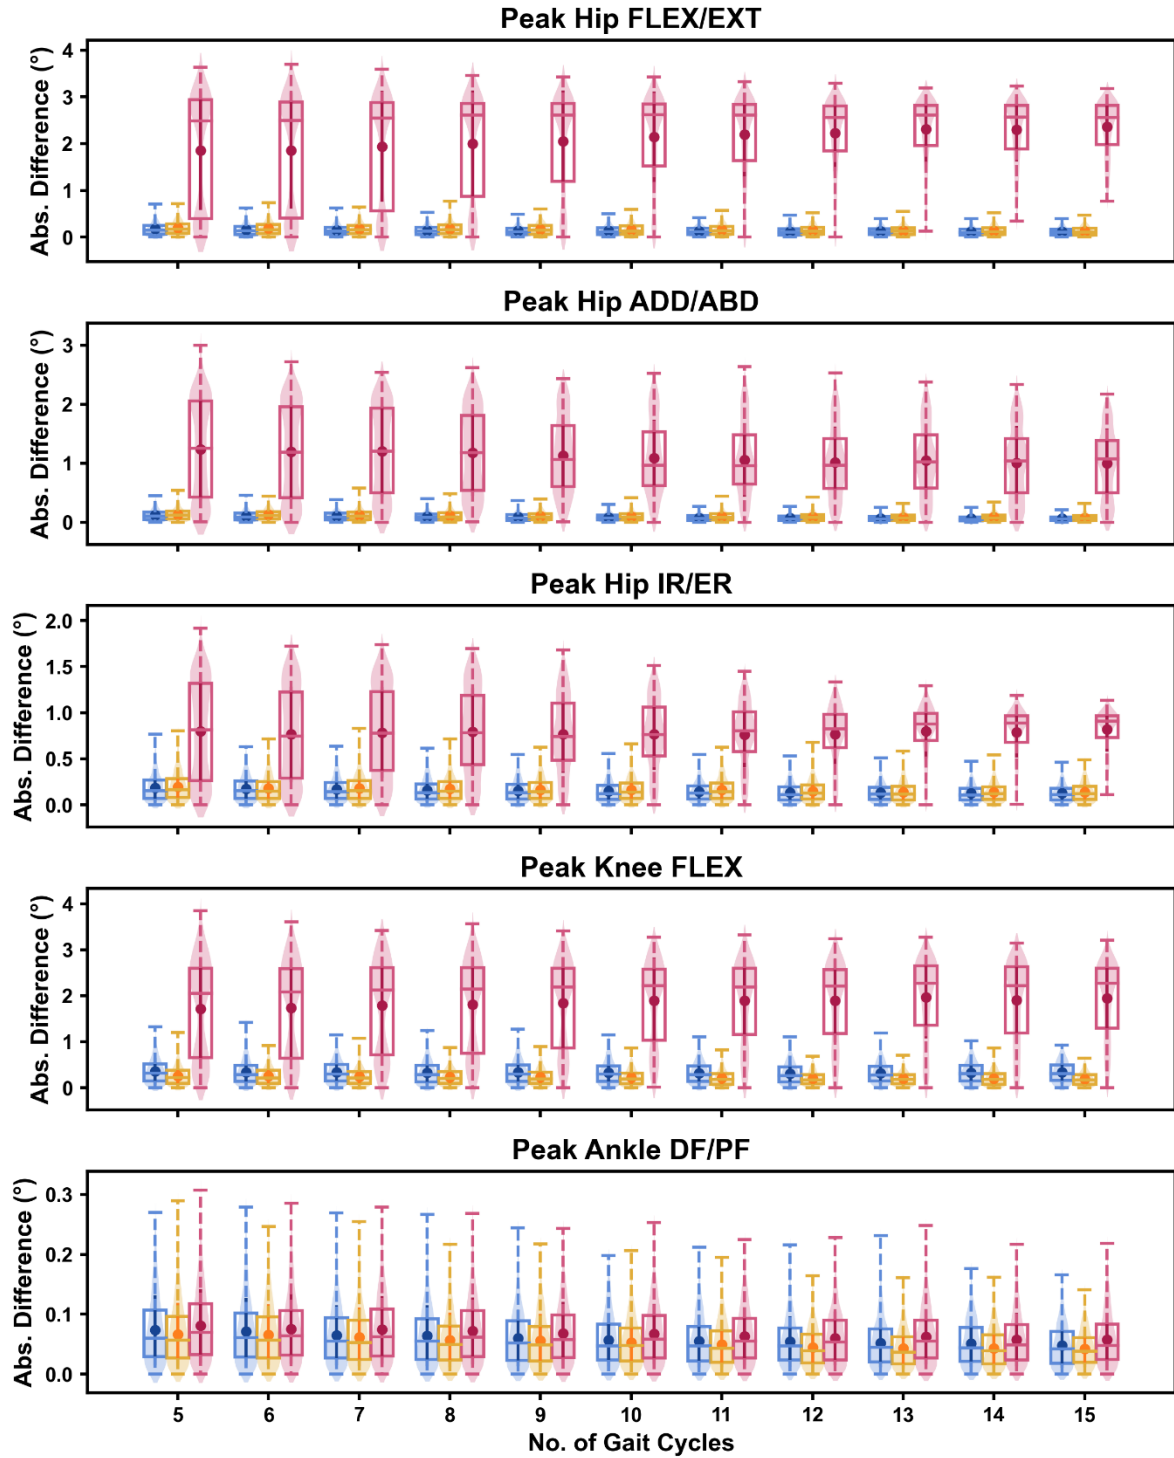 Peak Hip FLEX/EXT
Abs. Difference (°)
4
3
2
1
0
Peak Hip ADD/ABD
Abs. Difference (°)
3
2
1
0
Peak Hip IR/ER
Abs. Difference (°)
2.0
1.5
1.0
0.5
0.0
Peak Knee FLEX
Abs. Difference (°)
4
3
2
1
0
Peak Ankle DF/PF
Abs. Difference (°)
0.3
0.2
0.1
0.0
5 6 7 8 9 10 11 12 13 14 15
No. of Gait Cycles